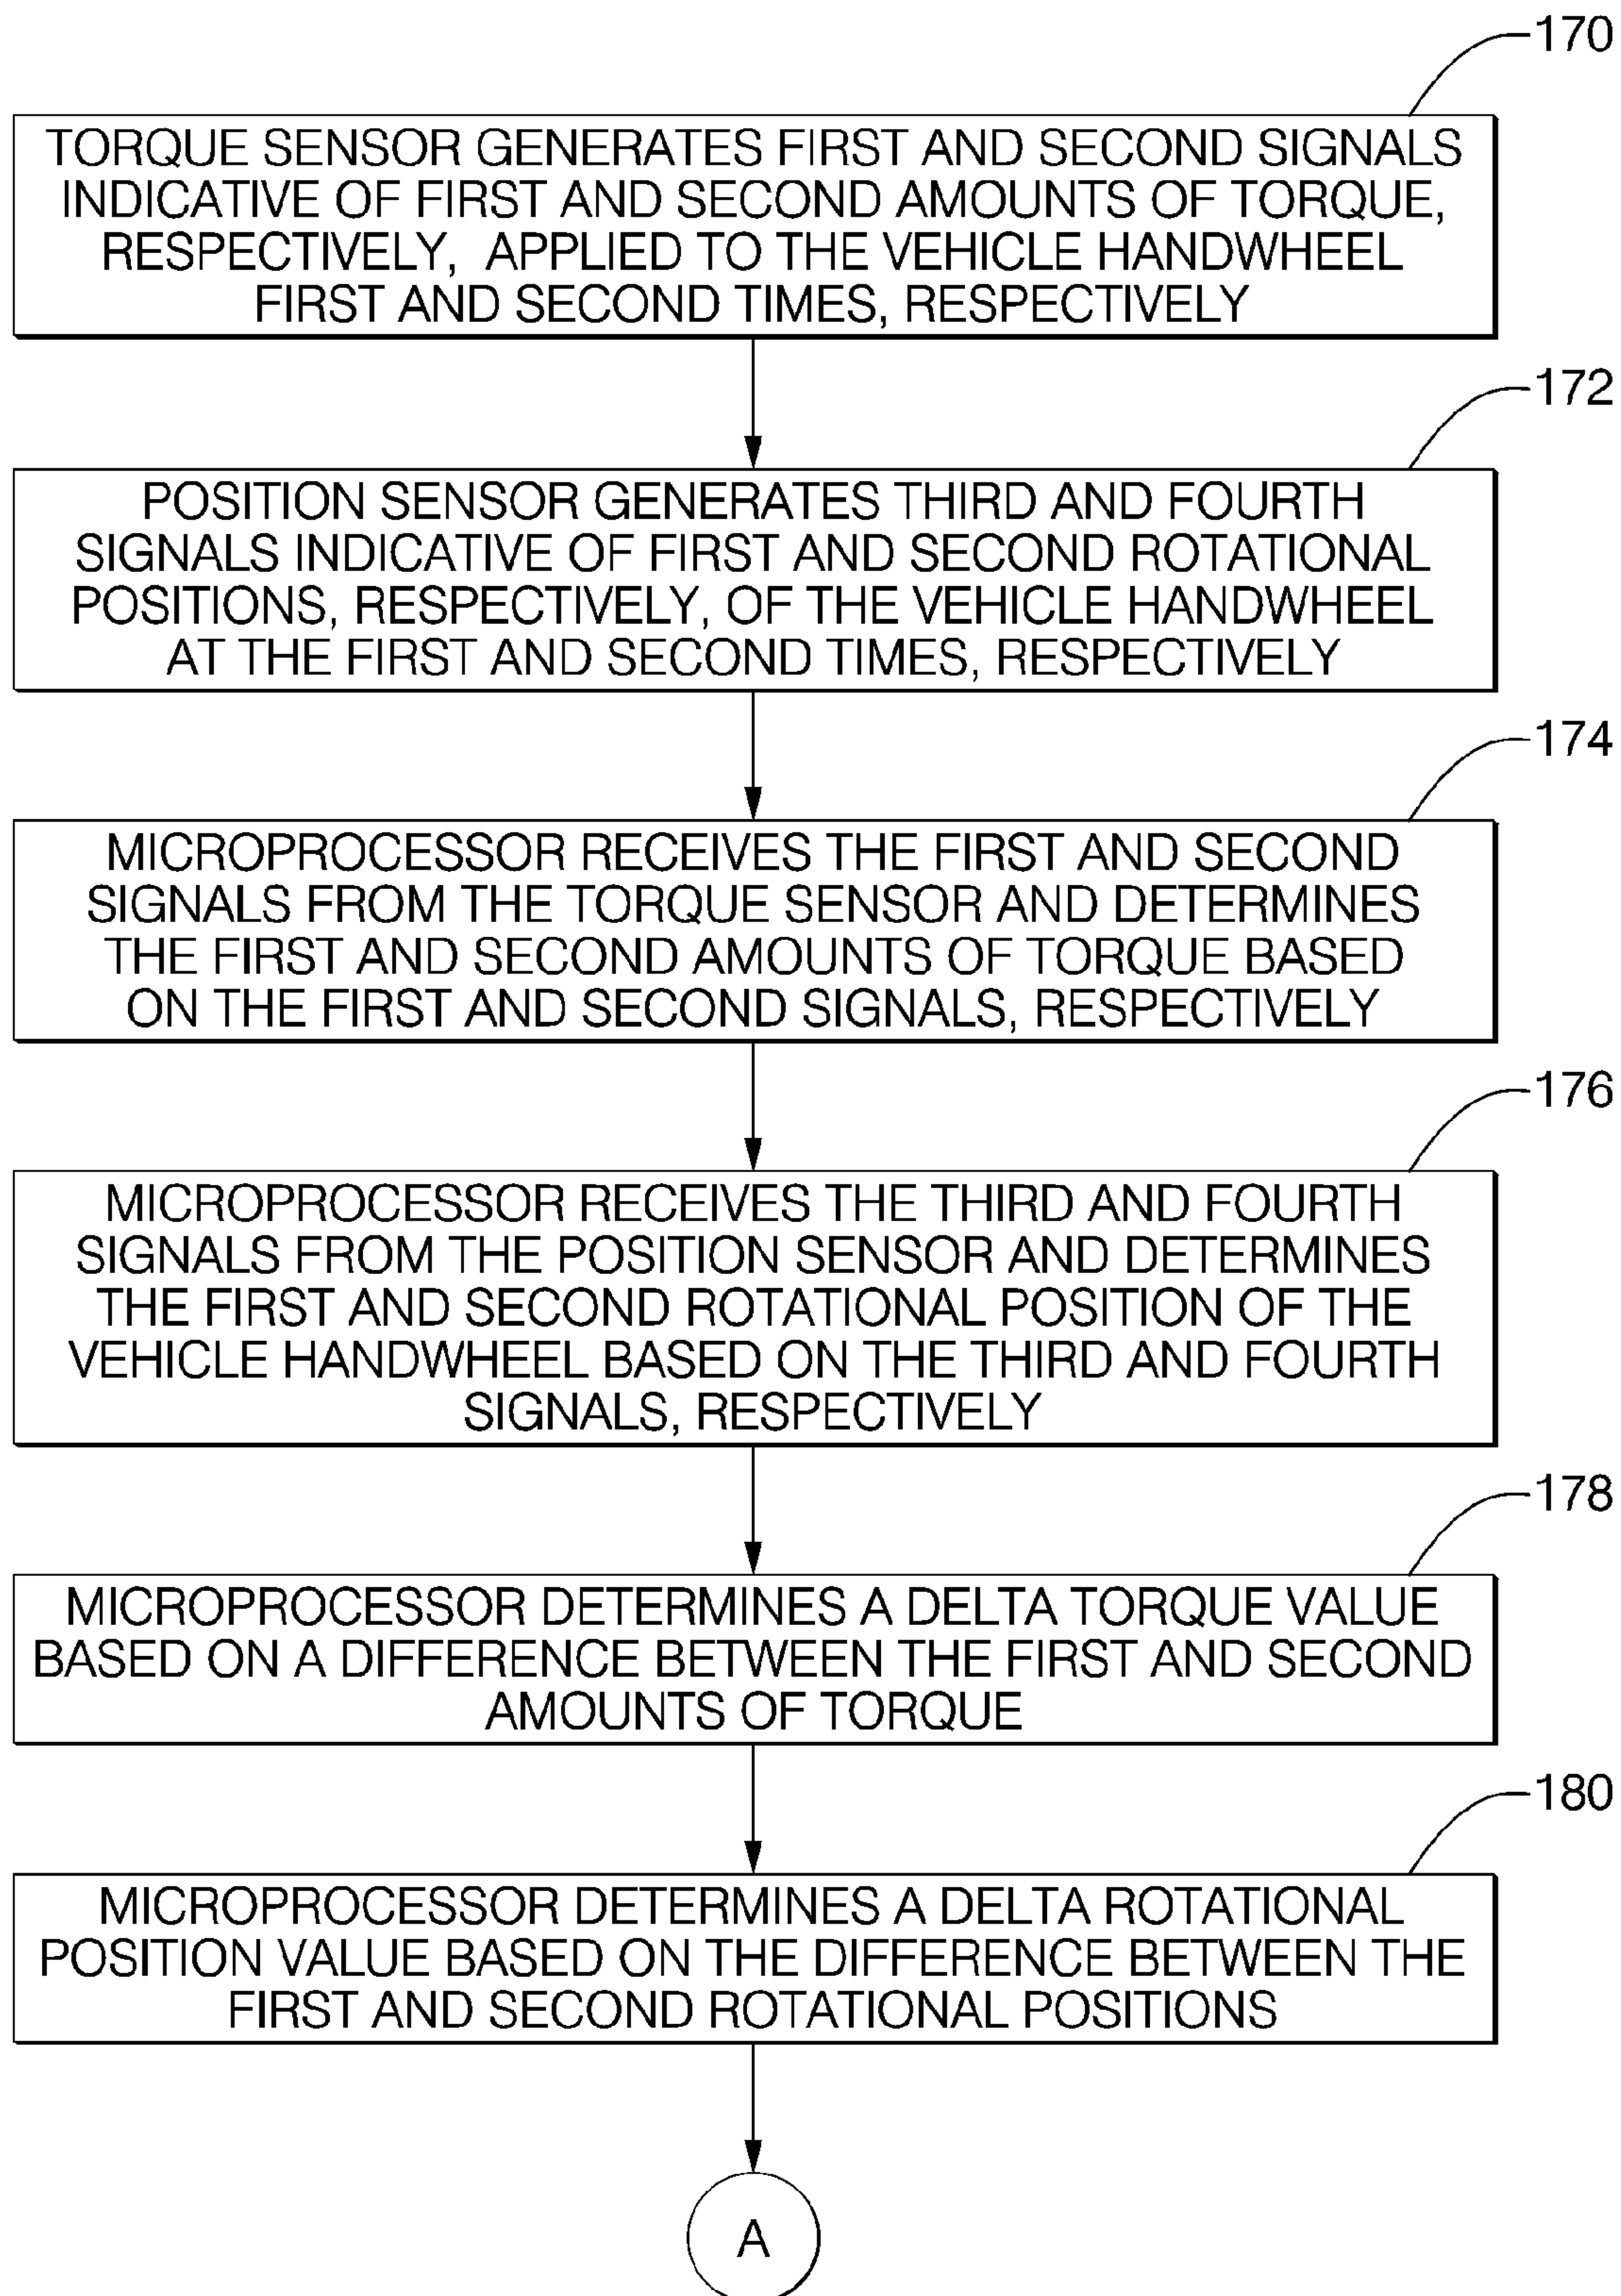 170
TORQUE SENSOR GENERATES FIRST AND SECOND SIGNALS
INDICATIVE OF FIRST AND SECOND AMOUNTS OF TORQUE,
RESPECTIVELY, APPLIED TO THE VEHICLE HANDWHEEL
FIRST AND SECOND TIMES, RESPECTIVELY
172
POSITION SENSOR GENERATES THIRD AND FOURTH
SIGNALS INDICATIVE OF FIRST AND SECOND ROTATIONAL
POSITIONS, RESPECTIVELY, OF THE VEHICLE HANDWHEEL
AT THE FIRST AND SECOND TIMES, RESPECTIVELY
174
MICROPROCESSOR RECEIVES THE FIRST AND SECOND
SIGNALS FROM THE TORQUE SENSOR AND DETERMINES
THE FIRST AND SECOND AMOUNTS OF TORQUE BASED
ON THE FIRST AND SECOND SIGNALS, RESPECTIVELY
176
MICROPROCESSOR RECEIVES THE THIRD AND FOURTH
SIGNALS FROM THE POSITION SENSOR AND DETERMINES
THE FIRST AND SECOND ROTATIONAL POSITION OF THE
VEHICLE HANDWHEEL BASED ON THE THIRD AND FOURTH
SIGNALS, RESPECTIVELY
178
MICROPROCESSOR DETERMINES A DELTA TORQUE VALUE
BASED ON A DIFFERENCE BETWEEN THE FIRST AND SECOND
AMOUNTS OF TORQUE
180
MICROPROCESSOR DETERMINES A DELTA ROTATIONAL
POSITION VALUE BASED ON THE DIFFERENCE BETWEEN THE
FIRST AND SECOND ROTATIONAL POSITIONS
A